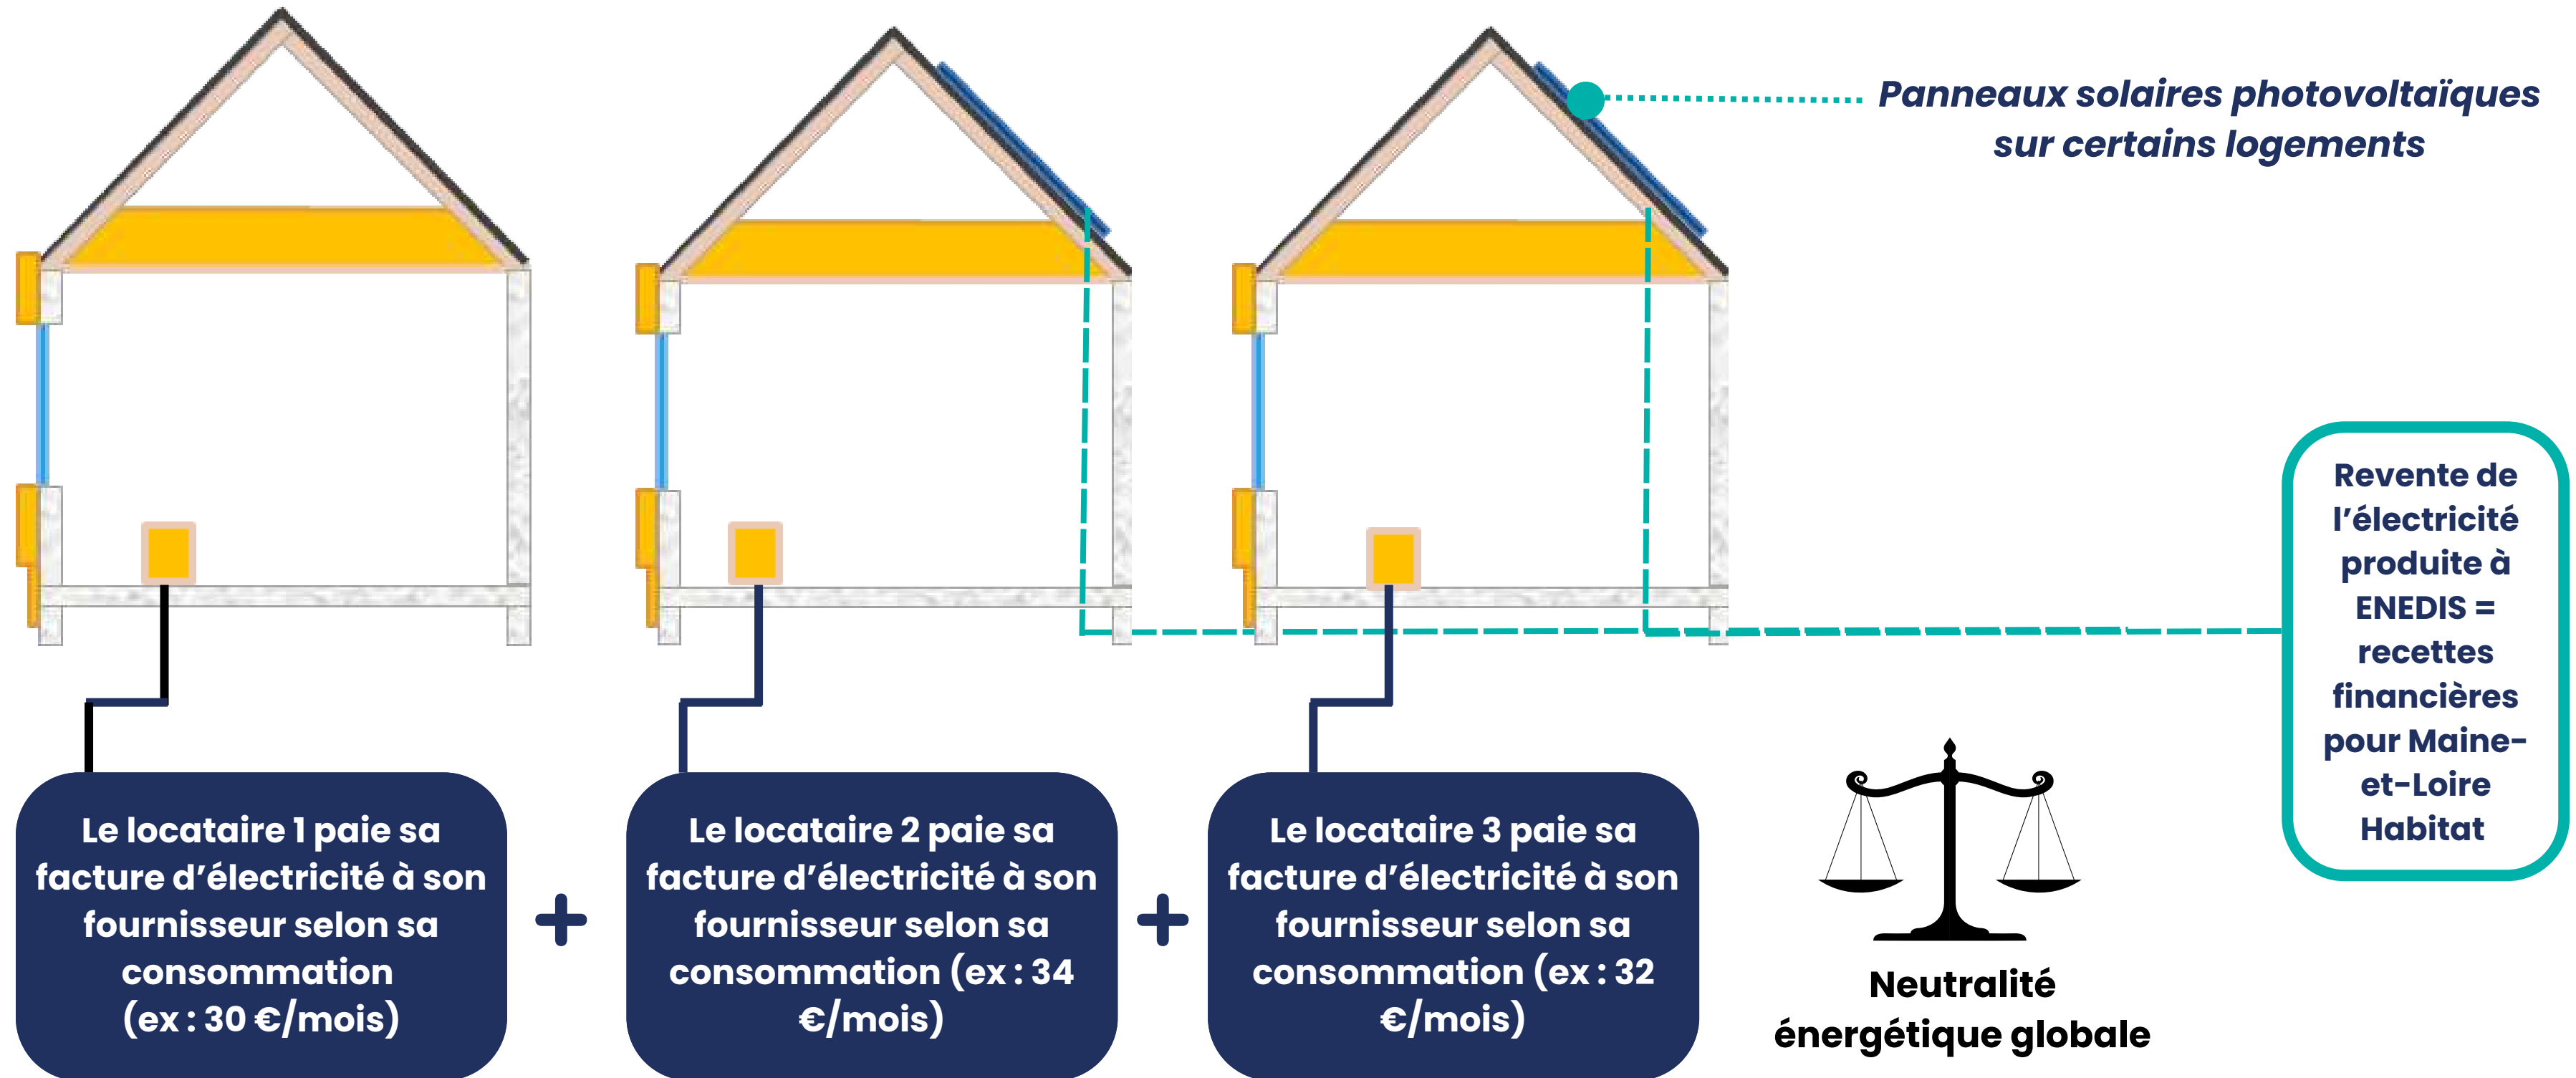 Panneaux solaires photovoltaïques
sur certains logements
Revente de
l’électricité
produite à
ENEDIS =
recettes
financières
pour Maine-
et-Loire
Habitat
Le locataire 1 paie sa
facture d’électricité à son
fournisseur selon sa
consommation
(ex : 30 €/mois)
+
Le locataire 2 paie sa
facture d’électricité à son
fournisseur selon sa
consommation (ex : 34
€/mois)
+
Le locataire 3 paie sa
facture d’électricité à son
fournisseur selon sa
consommation (ex : 32
€/mois)
Neutralité
énergétique globale